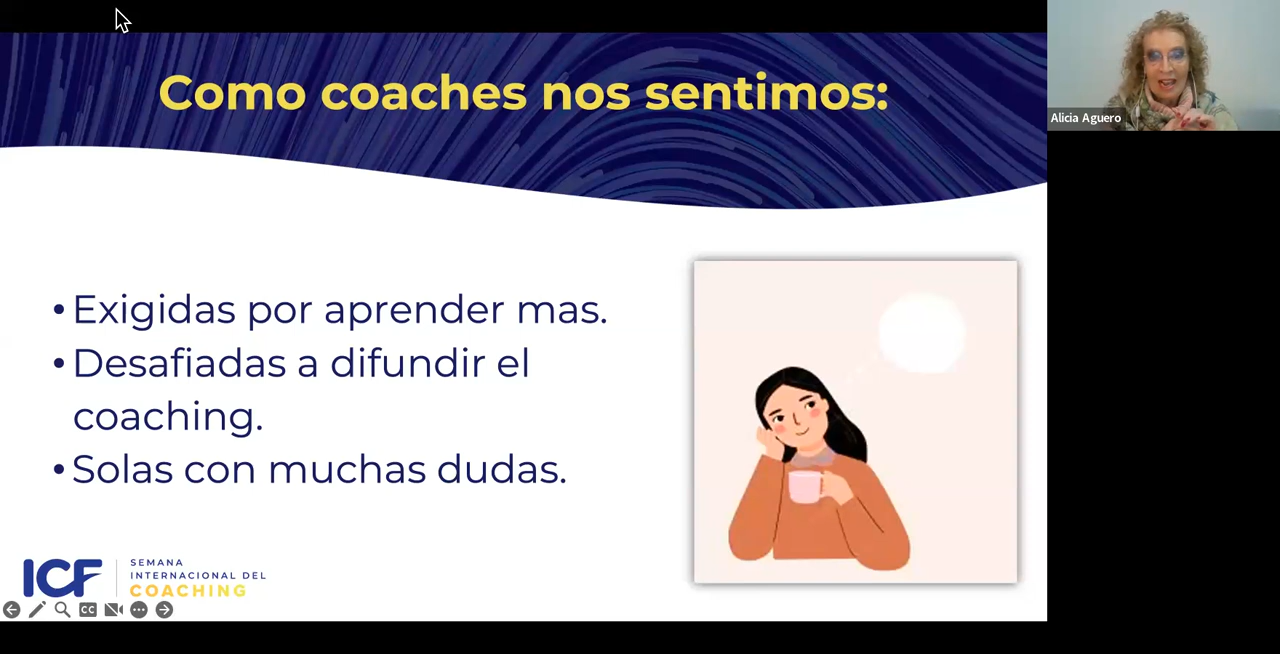 Como coaches nos sentimos:
Alicia Aguero
• Exigidas por aprender mas.
• Desafiadas a difundir el
coaching.
• Solas con muchas dudas.
ICF
SEMANA
INTERNACIONAL DEL
COACHING
CC